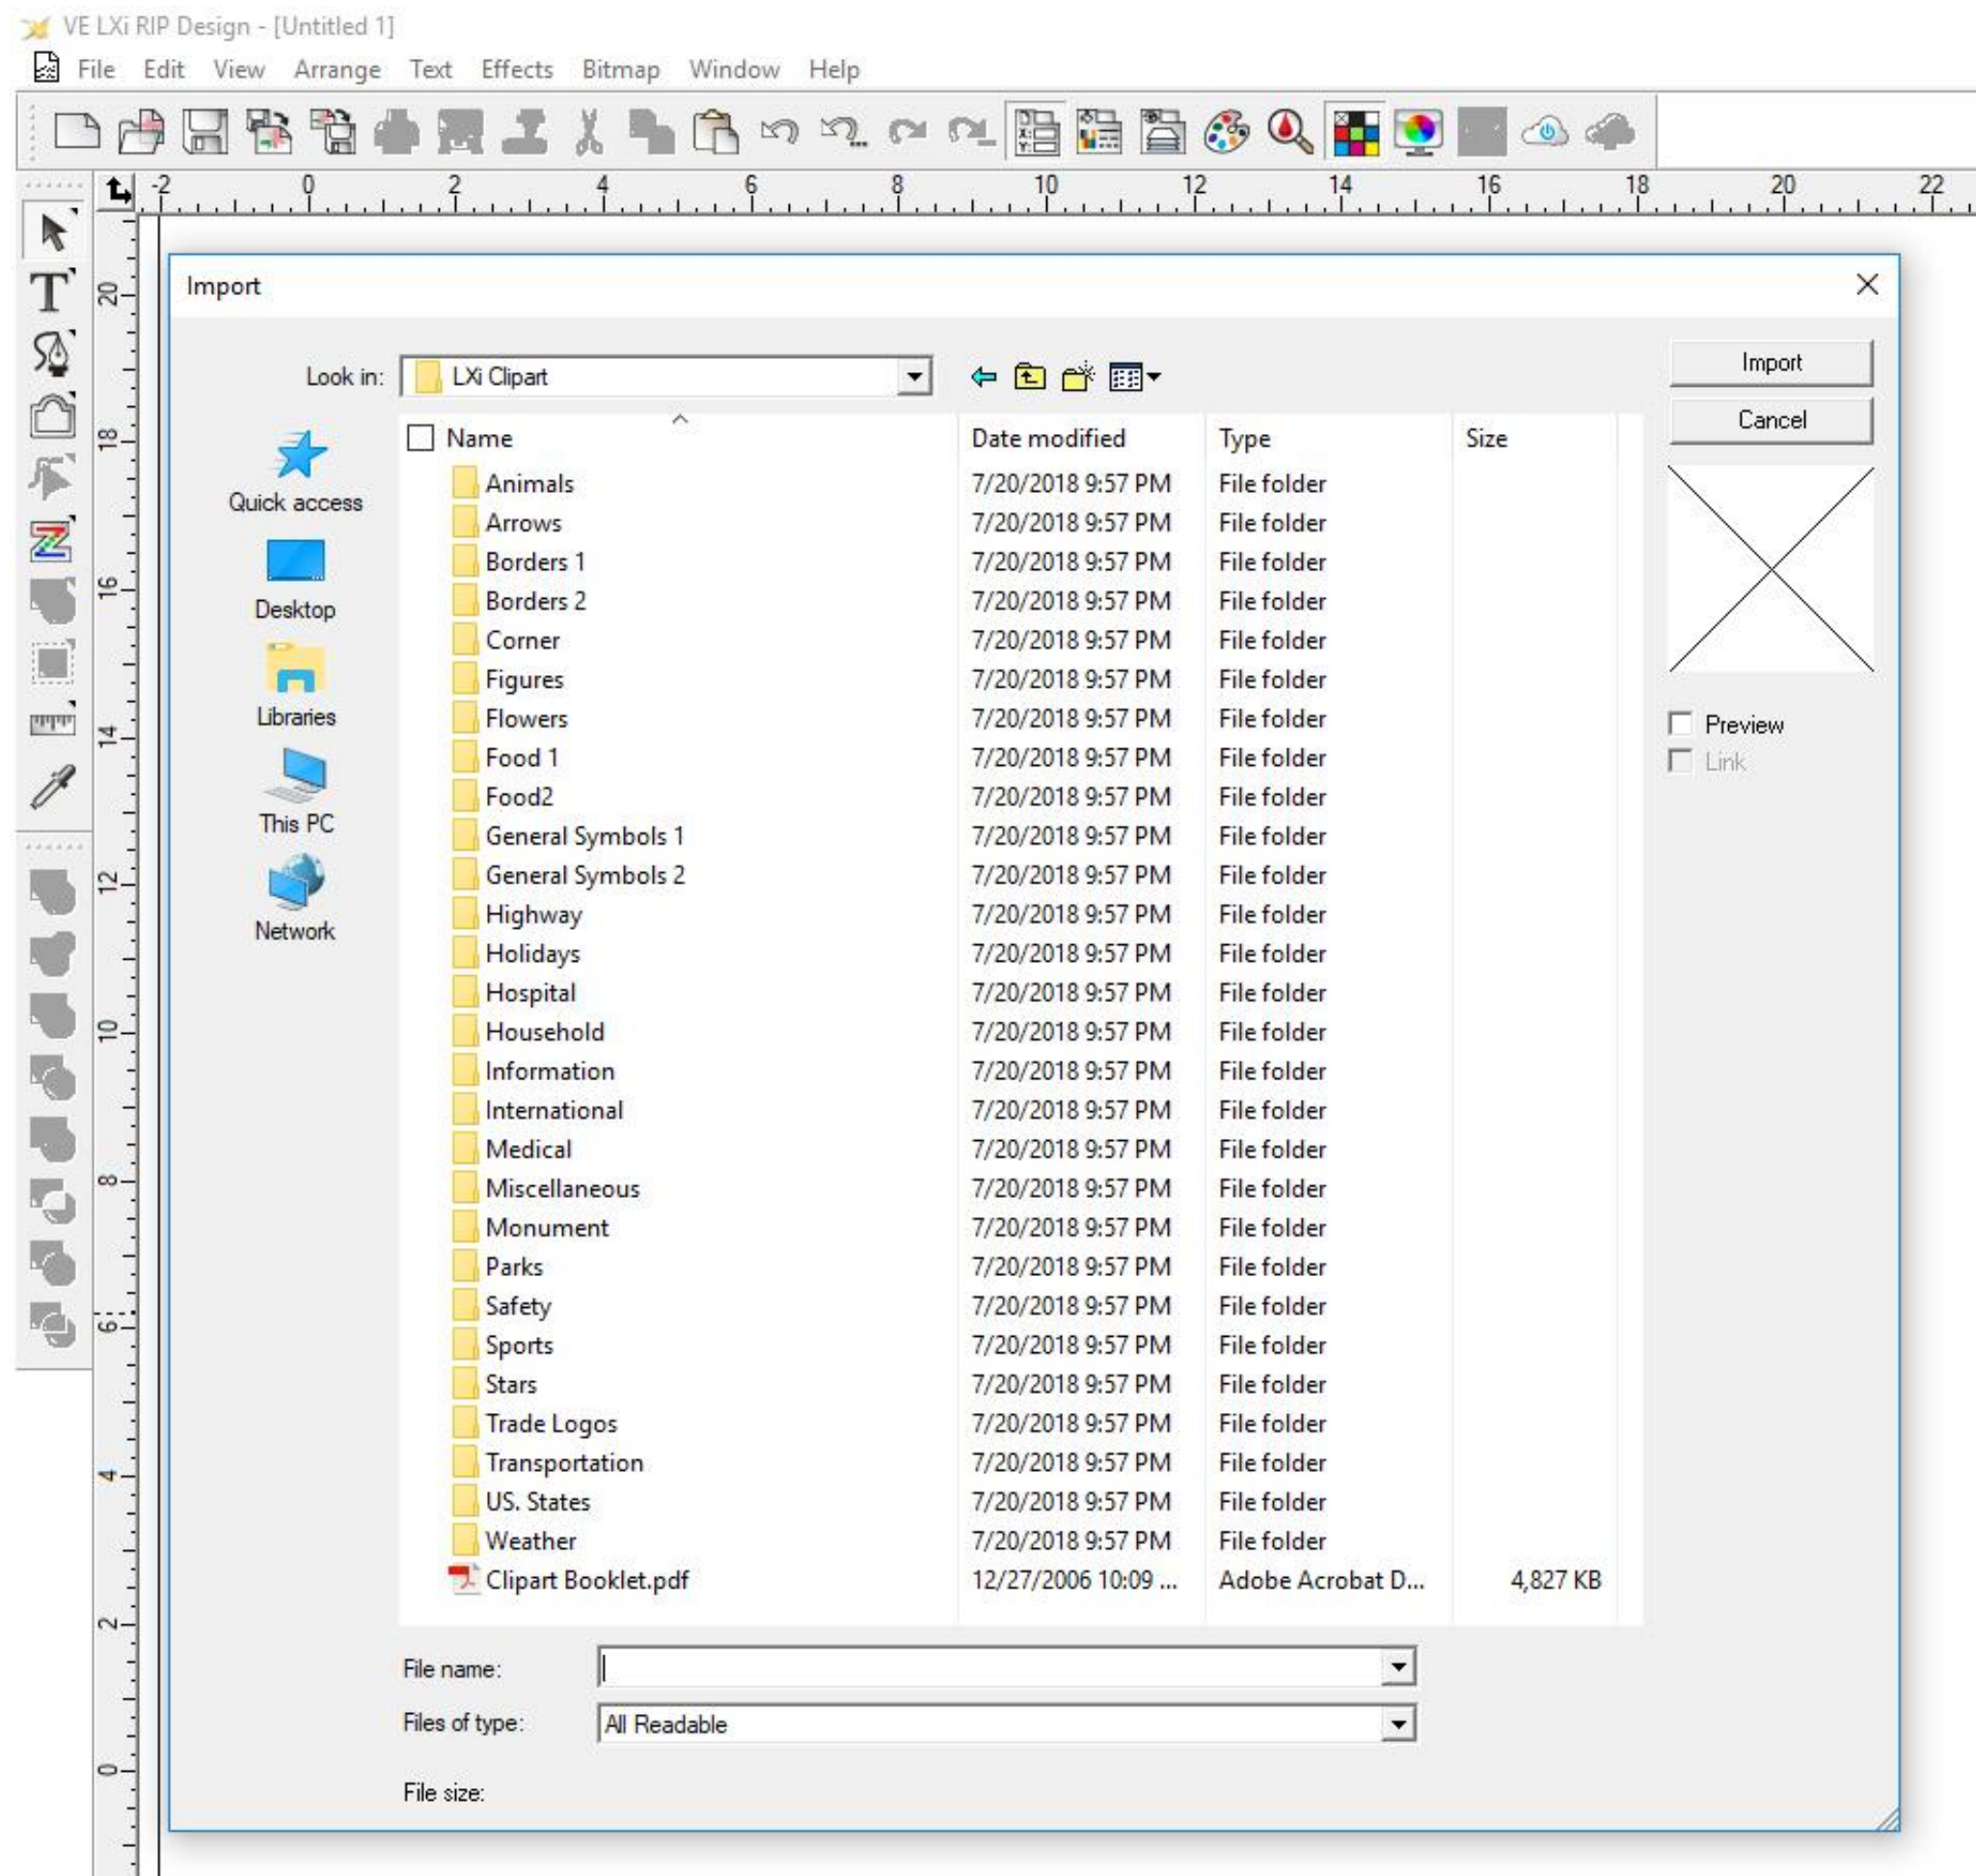 VE LXi RIP Design - [Untitled 1]
File Edit View Arrange Text Effects Bitmap Window Help
-2 0 2 4 6 8 10 12 14 16 18 20 22
Import
Look in: LXi Clipart
Import
Cancel
Name Date modified Type Size
Animals 7/20/2018 9:57 PM File folder
Arrows 7/20/2018 9:57 PM File folder
Borders 1 7/20/2018 9:57 PM File folder
Borders 2 7/20/2018 9:57 PM File folder
Corner 7/20/2018 9:57 PM File folder
Figures 7/20/2018 9:57 PM File folder
Flowers 7/20/2018 9:57 PM File folder
Food 1 7/20/2018 9:57 PM File folder
Food2 7/20/2018 9:57 PM File folder
General Symbols 1 7/20/2018 9:57 PM File folder
General Symbols 2 7/20/2018 9:57 PM File folder
Highway 7/20/2018 9:57 PM File folder
Holidays 7/20/2018 9:57 PM File folder
Hospital 7/20/2018 9:57 PM File folder
Household 7/20/2018 9:57 PM File folder
Information 7/20/2018 9:57 PM File folder
International 7/20/2018 9:57 PM File folder
Medical 7/20/2018 9:57 PM File folder
Miscellaneous 7/20/2018 9:57 PM File folder
Monument 7/20/2018 9:57 PM File folder
Parks 7/20/2018 9:57 PM File folder
Safety 7/20/2018 9:57 PM File folder
Sports 7/20/2018 9:57 PM File folder
Stars 7/20/2018 9:57 PM File folder
Trade Logos 7/20/2018 9:57 PM File folder
Transportation 7/20/2018 9:57 PM File folder
US. States 7/20/2018 9:57 PM File folder
Weather 7/20/2018 9:57 PM File folder
Clipart Booklet.pdf 12/27/2006 10:09 ... Adobe Acrobat D... 4,827 KB
Quick access
Desktop
Libraries
This PC
Network
Preview
Link
File name:
Files of type: All Readable
File size:
20
18
16
14
12
10
8
6
4
2
0